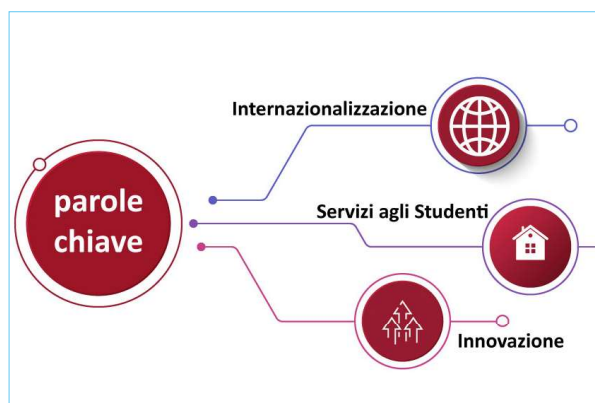 parole
chiave
Internazionalizzazione
Servizi agli Studenti
Innovazione